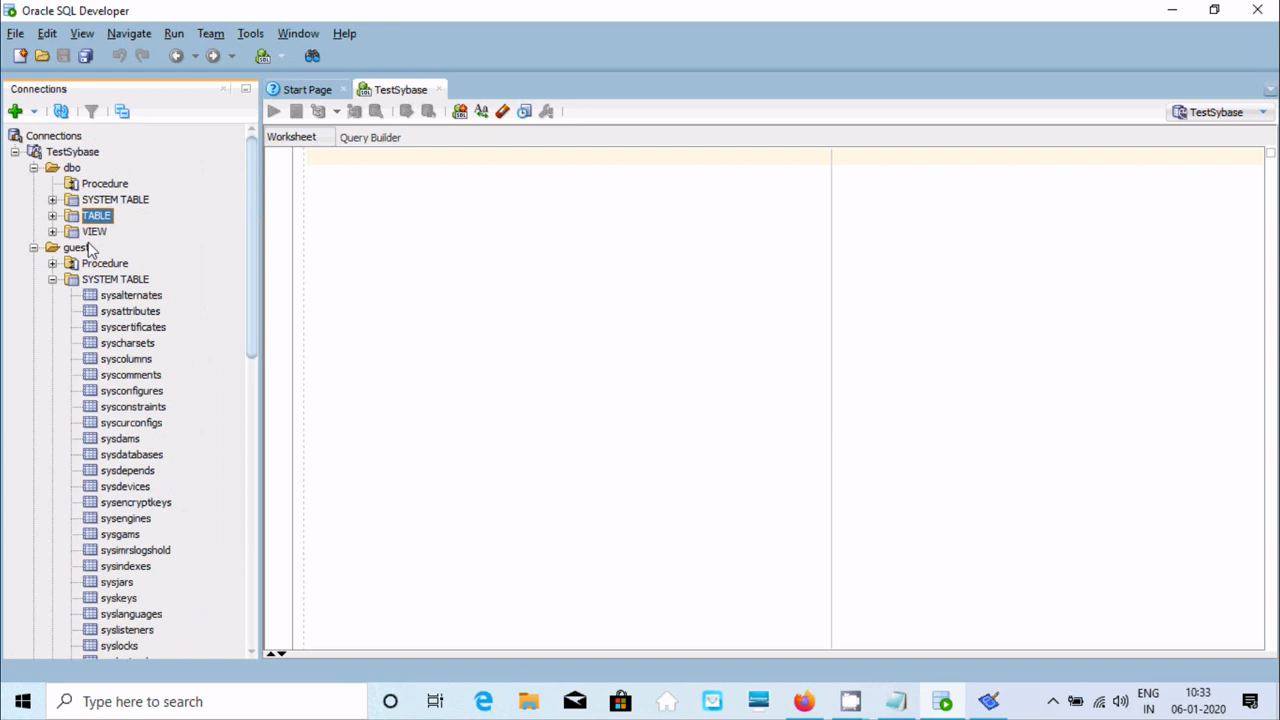 Oracle SQL Developer
File Edit View Navigate Run Team Tools Window Help
Connections
Start Page
TestSybase
TestSybase
Worksheet
Query Builder
Connections
TestSybase
dbo
Procedure
SYSTEM TABLE
TABLE
VIEW
guest
Procedure
SYSTEM TABLE
sysalternates
sysattributes
syscertificates
syscharsets
syscolumns
syscomments
sysconfigures
sysconstraints
syscurconfigs
sysdams
sysdatabases
sysdepends
sysdevices
sysencryptkeys
sysengines
sysgams
sysimrslogshold
sysindexes
sysjars
syskeys
syslanguages
syslisteners
syslocks
Type here to search
ENG
IN
10:33
06-01-2020